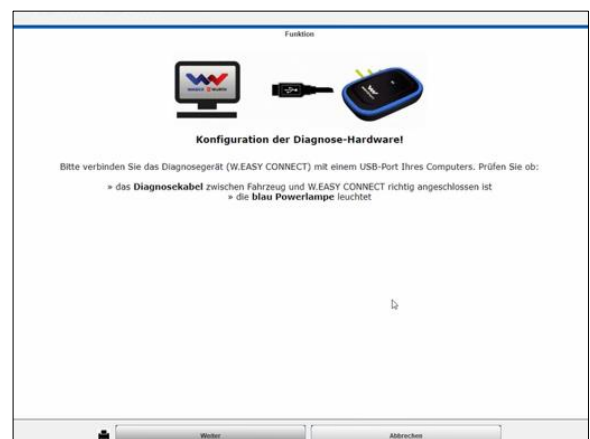 Funktion
Konfiguration der Diagnose-Hardware!
Bitte verbinden Sie das Diagnosegerät (W.EASY CONNECT) mit einem USB-Port Ihres Computers. Prüfen Sie ob:
» das Diagnosekabel zwischen Fahrzeug und W.EASY CONNECT richtig angeschlossen ist
» die blau Powerlampe leuchtet
Weiter Abbrechen